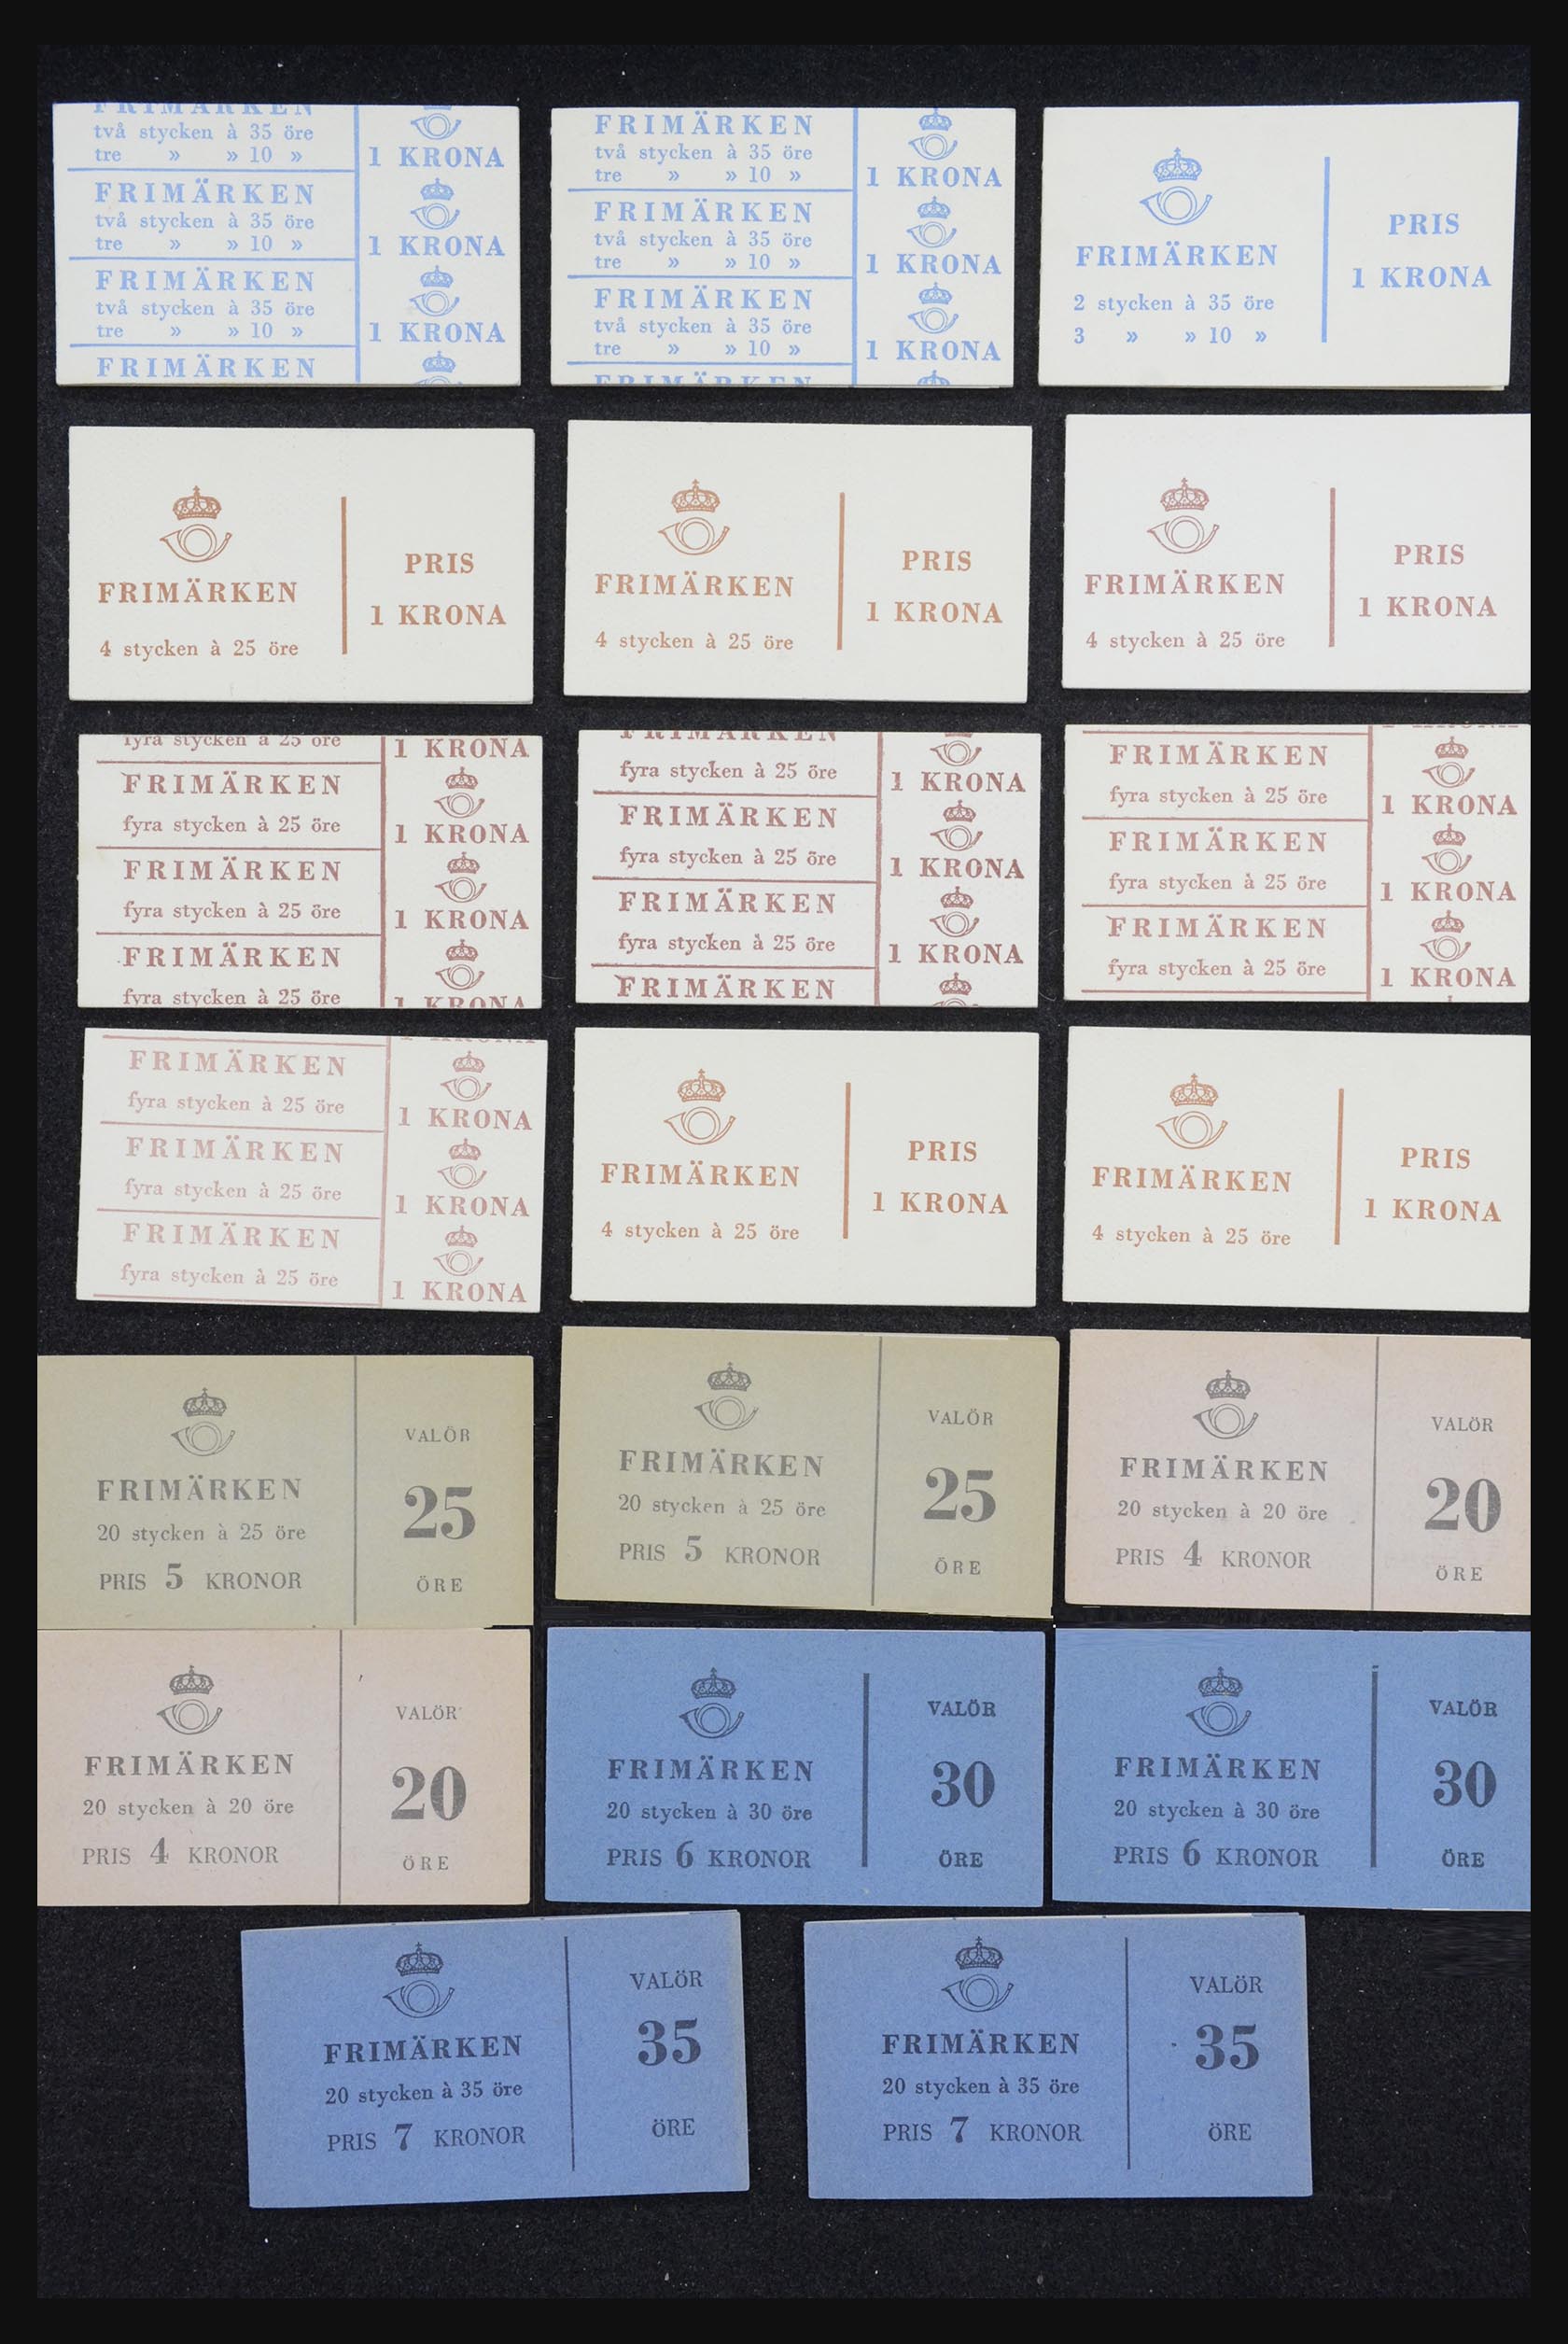 FRIMÄRKEN
två stycken à 35 öre
tre » » 10 »
1 KRONA
FRIMÄRKEN
två stycken à 35 öre
tre » » 10 »
1 KRONA
FRIMÄRKEN
två stycken à 35 öre
tre » » 10 »
1 KRONA
FRIMÄRKEN
FRIMÄRKEN
två stycken à 35 öre
tre » » 10 »
1 KRONA
FRIMÄRKEN
två stycken à 35 öre
tre » » 10 »
1 KRONA
FRIMÄRKEN
två stycken à 35 öre
tre » » 10 »
1 KRONA
FRIMÄRKEN
FRIMÄRKEN
2 stycken à 35 öre
3 » » 10 »
PRIS
1 KRONA
FRIMÄRKEN
4 stycken à 25 öre
PRIS
1 KRONA
FRIMÄRKEN
4 stycken à 25 öre
PRIS
1 KRONA
FRIMÄRKEN
4 stycken à 25 öre
PRIS
1 KRONA
fyra stycken à 25 öre
1 KRONA
FRIMÄRKEN
fyra stycken à 25 öre
1 KRONA
FRIMÄRKEN
fyra stycken à 25 öre
1 KRONA
FRIMÄRKEN
fyra stycken à 25 öre
1 KRONA
FRIMÄRKEN
fyra stycken à 25 öre
1 KRONA
FRIMÄRKEN
fyra stycken à 25 öre
1 KRONA
FRIMÄRKEN
fyra stycken à 25 öre
1 KRONA
FRIMÄRKEN
1 KRONA
FRIMÄRKEN
fyra stycken à 25 öre
1 KRONA
FRIMÄRKEN
fyra stycken à 25 öre
1 KRONA
FRIMÄRKEN
fyra stycken à 25 öre
1 KRONA
1 KRONA
FRIMÄRKEN
fyra stycken à 25 öre
1 KRONA
FRIMÄRKEN
fyra stycken à 25 öre
1 KRONA
FRIMÄRKEN
fyra stycken à 25 öre
1 KRONA
FRIMÄRKEN
4 stycken à 25 öre
PRIS
1 KRONA
FRIMÄRKEN
4 stycken à 25 öre
PRIS
1 KRONA
FRIMÄRKEN
20 stycken à 25 öre
PRIS 5 KRONOR
VALÖR
25
ÖRE
FRIMÄRKEN
20 stycken à 25 öre
PRIS 5 KRONOR
VALÖR
25
ÖRE
FRIMÄRKEN
20 stycken à 20 öre
PRIS 4 KRONOR
VALÖR
20
ÖRE
FRIMÄRKEN
20 stycken à 20 öre
PRIS 4 KRONOR
VALÖR
20
ÖRE
FRIMÄRKEN
20 stycken à 30 öre
PRIS 6 KRONOR
VALÖR
30
ÖRE
FRIMÄRKEN
20 stycken à 30 öre
PRIS 6 KRONOR
VALÖR
30
ÖRE
FRIMÄRKEN
20 stycken à 35 öre
PRIS 7 KRONOR
VALÖR
35
ÖRE
FRIMÄRKEN
20 stycken à 35 öre
PRIS 7 KRONOR
VALÖR
35
ÖRE